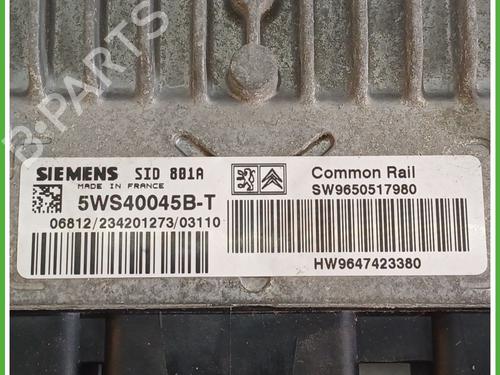 B-PARTS
SIEMENS SID 801A
MADE IN FRANCE
5WS40045B-T
06812/234201273/03110
Common Rail
SW9650517980
HW9647423380